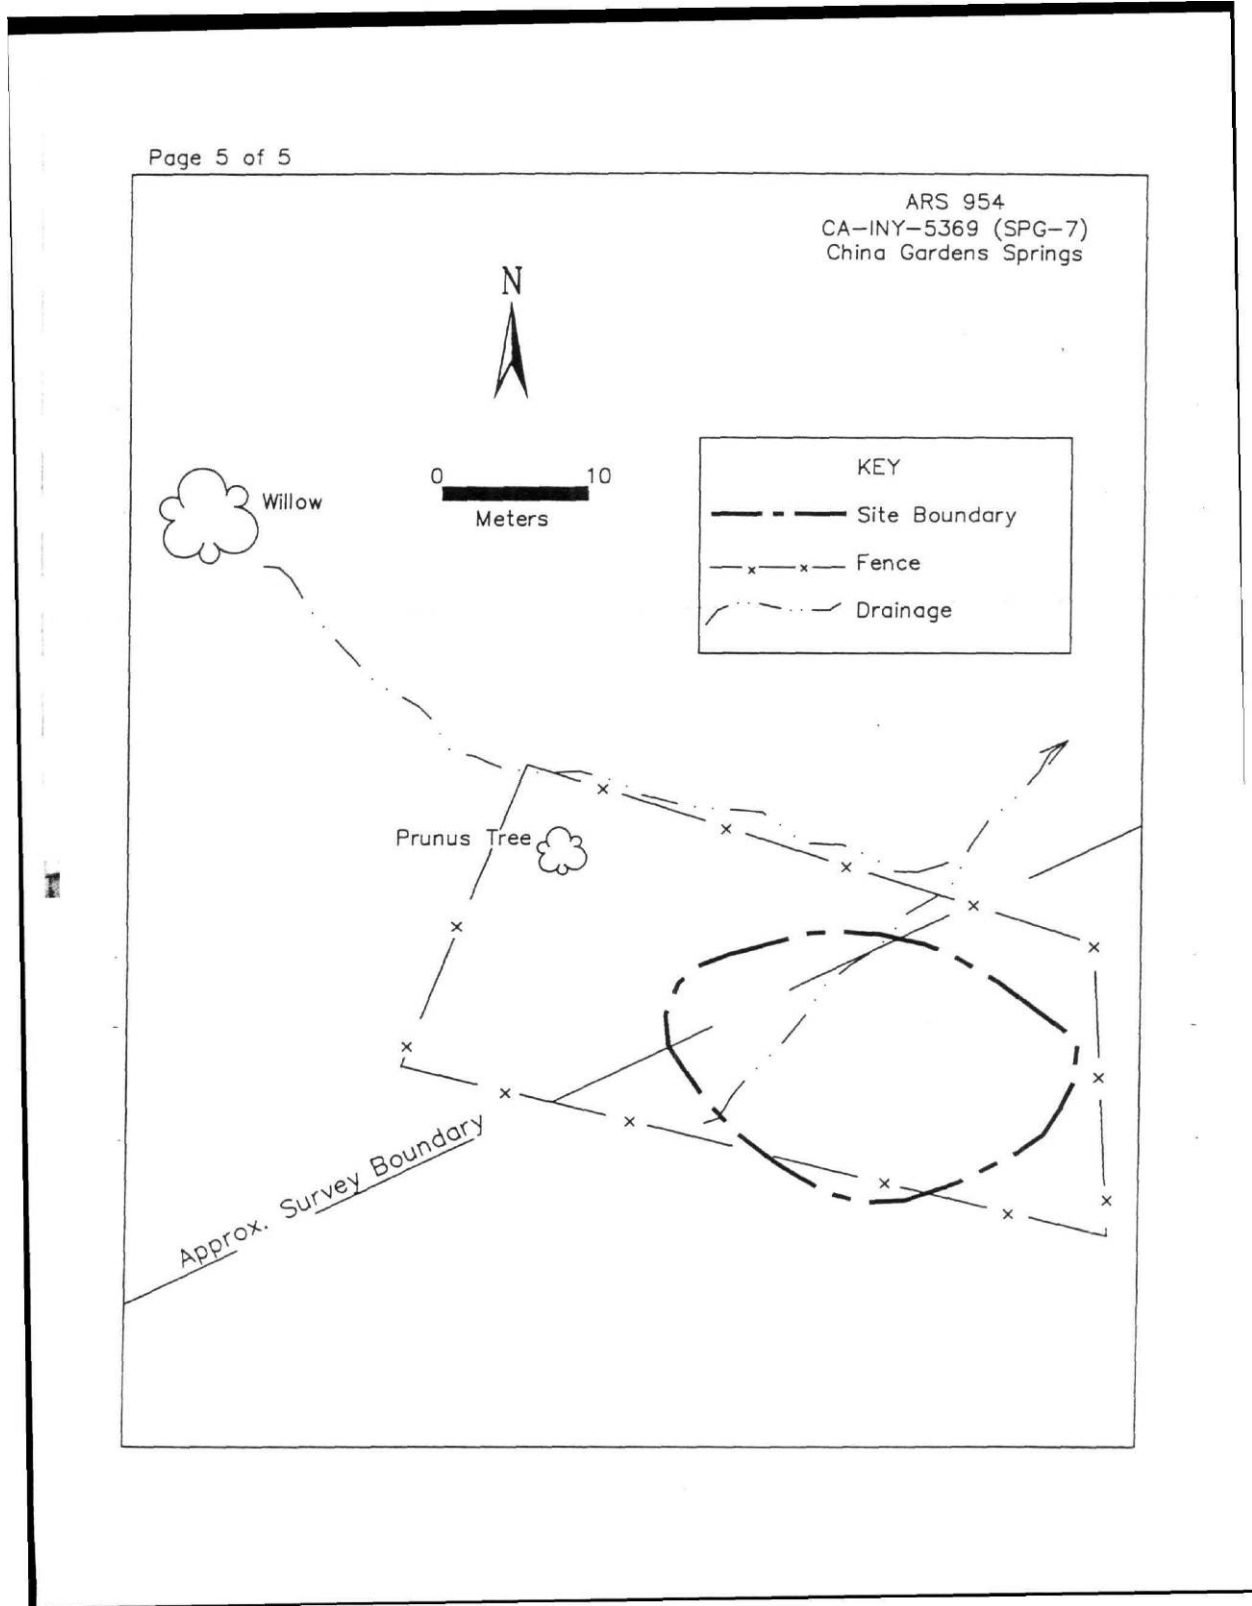 Page 5 of 5
ARS 954
CA-INY-5369 (SPG-7)
China Gardens Springs
N
0 10
Meters
Willow
KEY
Site Boundary
Fence
Drainage
Prunus Tree
Approx. Survey Boundary